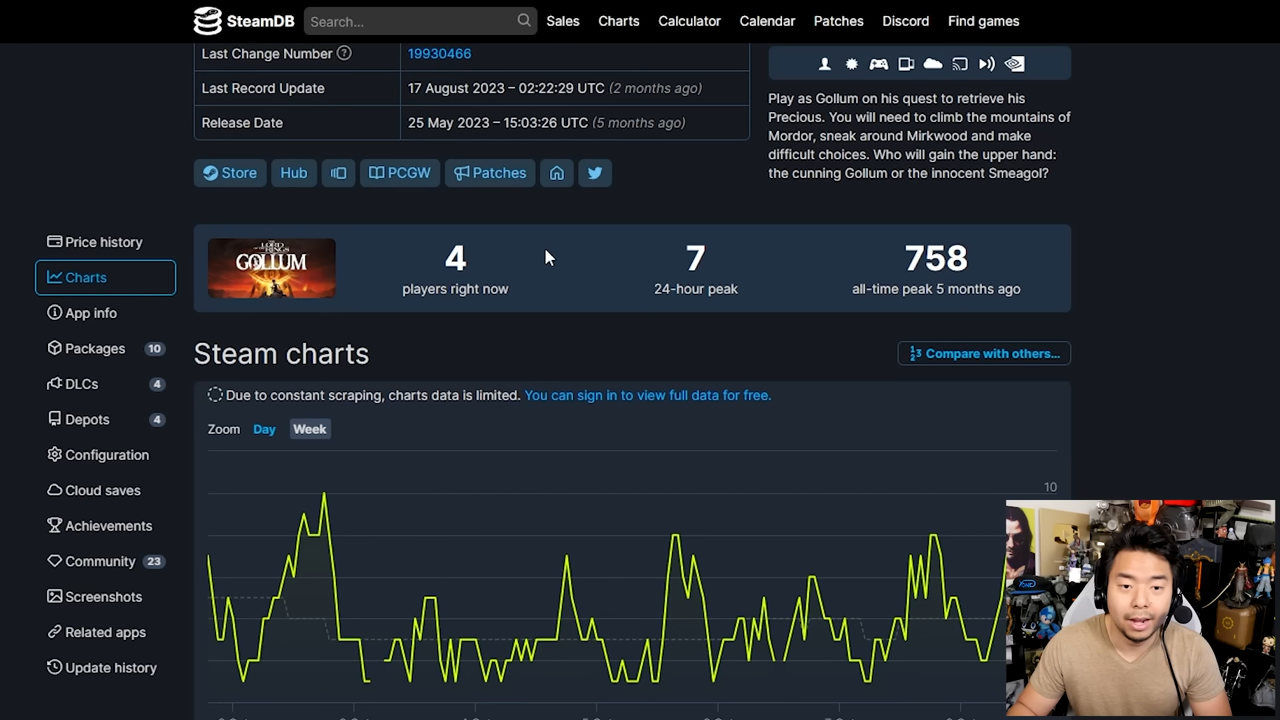 SteamDB
Search...
Sales
Charts
Calculator
Calendar
Patches
Discord
Find games
Last Change Number ?
19930466
Last Record Update
17 August 2023 – 02:22:29 UTC (2 months ago)
Release Date
25 May 2023 – 15:03:26 UTC (5 months ago)
Play as Gollum on his quest to retrieve his
Precious. You will need to climb the mountains of
Mordor, sneak around Mirkwood and make
difficult choices. Who will gain the upper hand:
the cunning Gollum or the innocent Smeagol?
Store
Hub
PCGW
Patches
Price history
Charts
App info
Packages 10
DLCs 4
Depots 4
Configuration
Cloud saves
Achievements
Community 23
Screenshots
Related apps
Update history
THE LORD
OF THE RINGS
GOLLUM
4
players right now
7
24-hour peak
758
all-time peak 5 months ago
Steam charts
Compare with others...
Due to constant scraping, charts data is limited. You can sign in to view full data for free.
Zoom
Day
Week
10